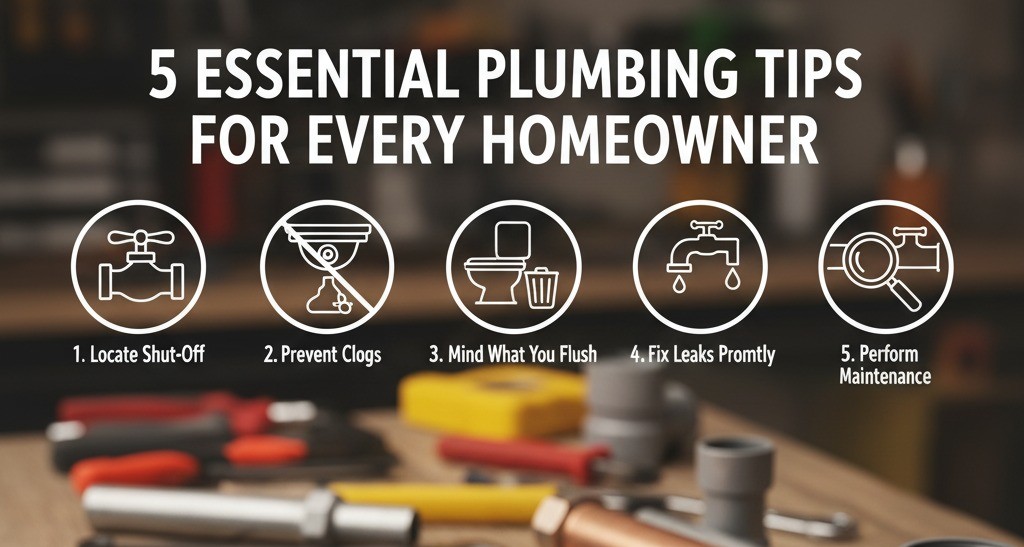 5 ESSENTIAL PLUMBING TIPS
FOR EVERY HOMEOWNER
1. Locate Shut-Off
2. Prevent Clogs
3. Mind What You Flush
4. Fix Leaks Promtly
5. Perform
Maintenance